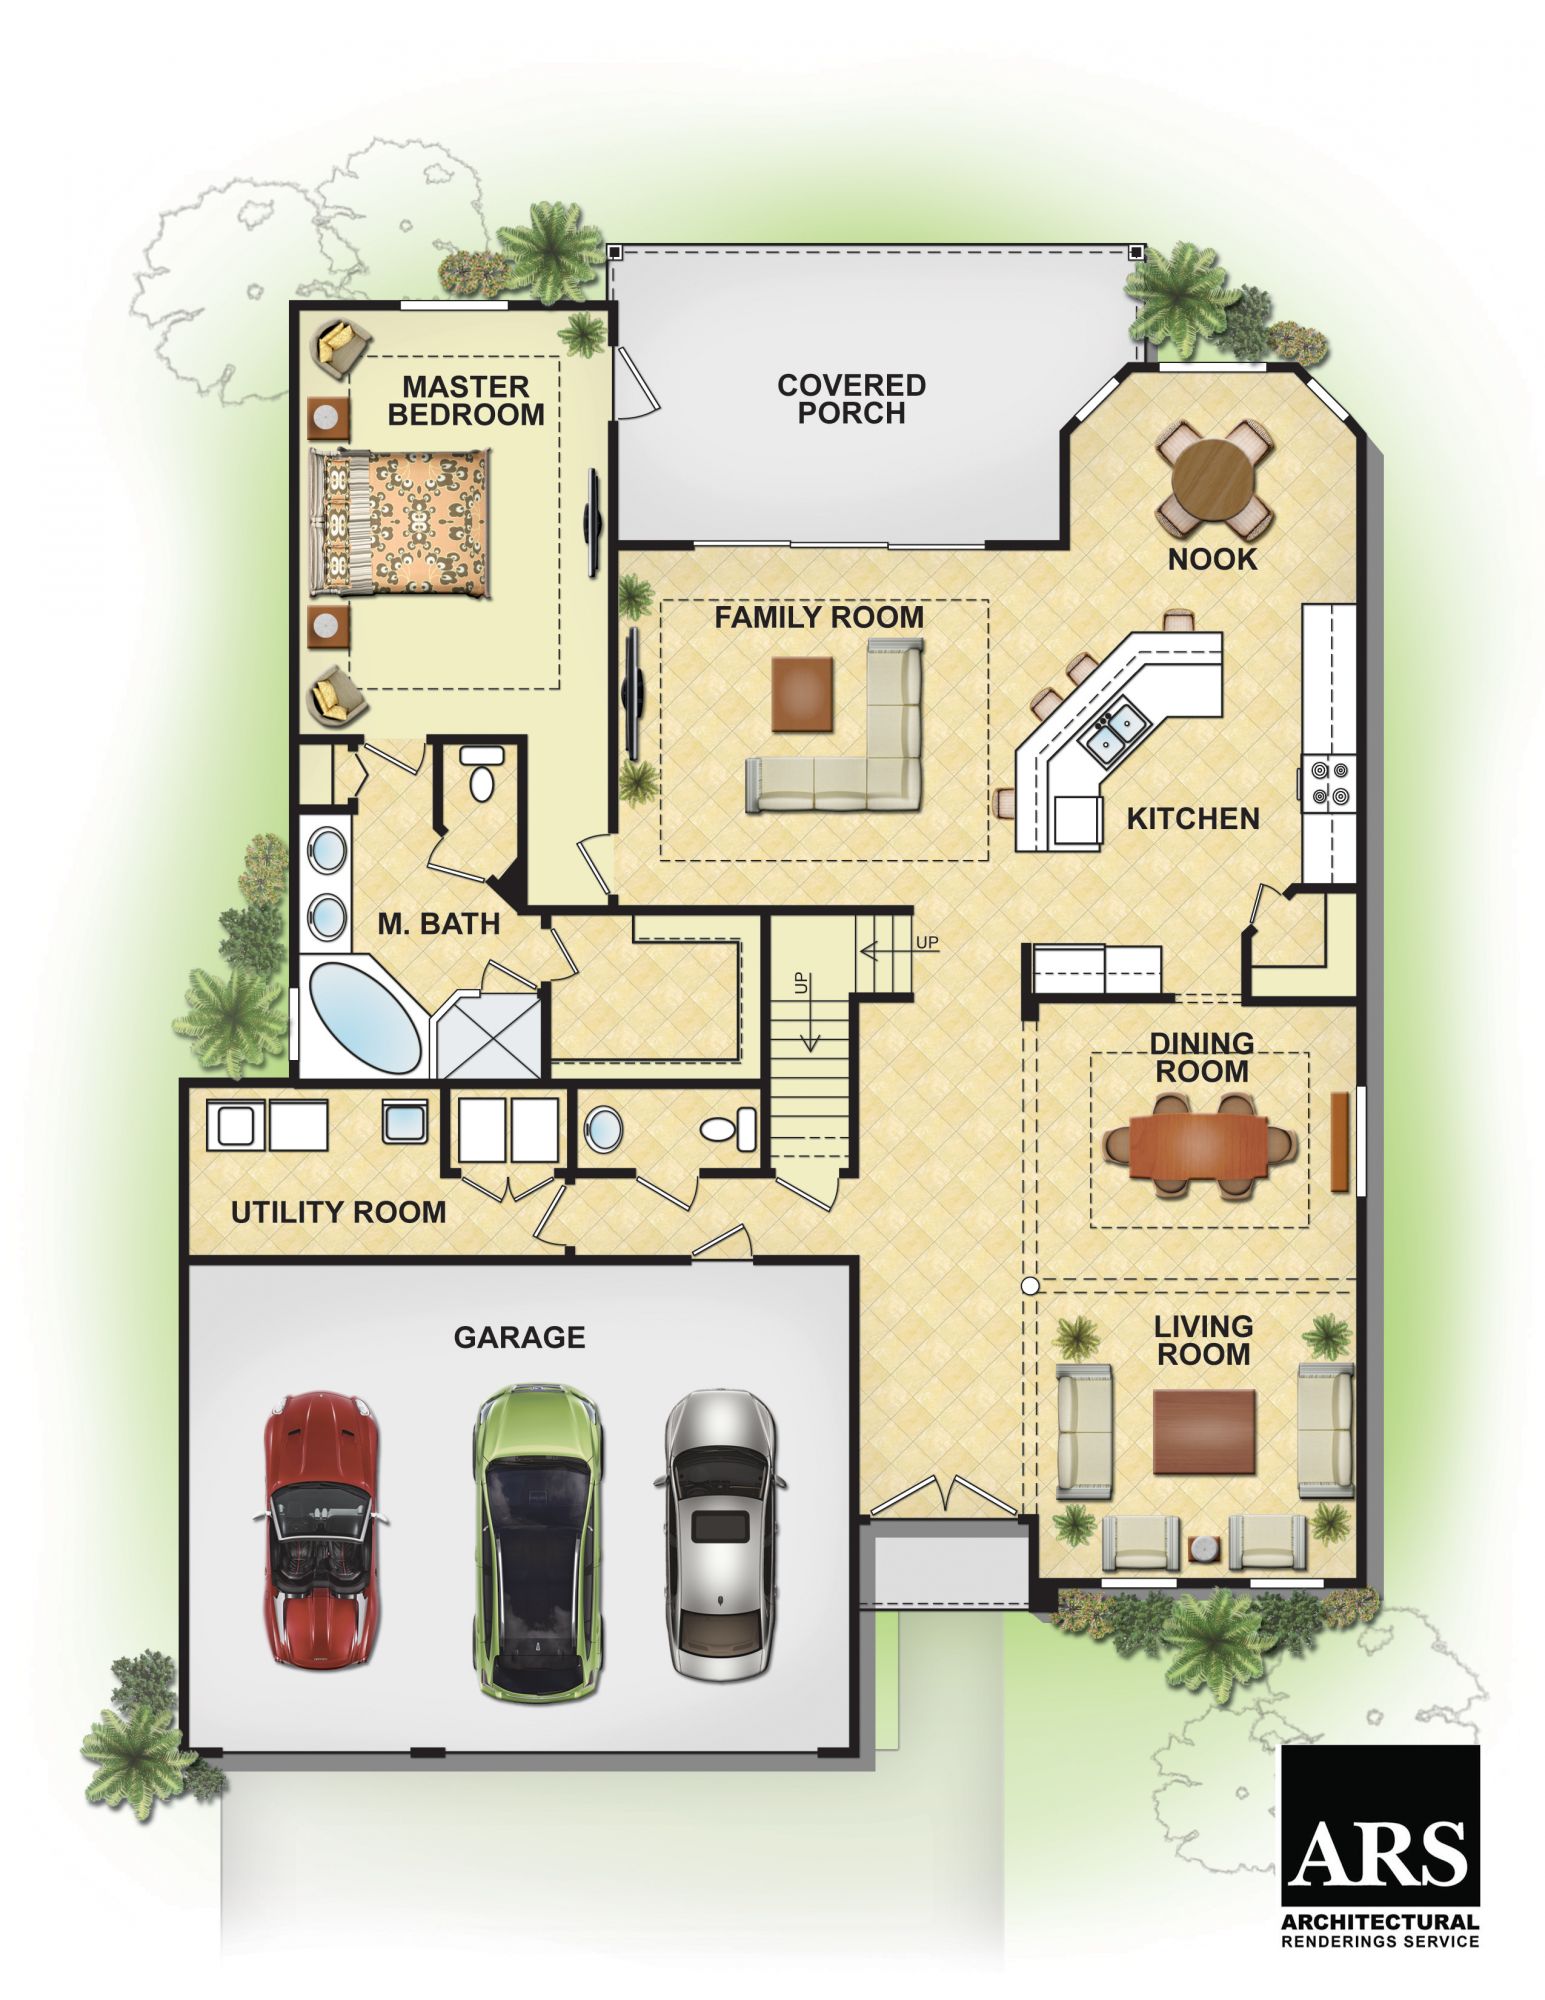 MASTER
BEDROOM
COVERED
PORCH
NOOK
FAMILY ROOM
KITCHEN
M. BATH
UP
UP
DINING
ROOM
UTILITY ROOM
GARAGE
LIVING
ROOM
ARS
ARCHITECTURAL
RENDERINGS SERVICE